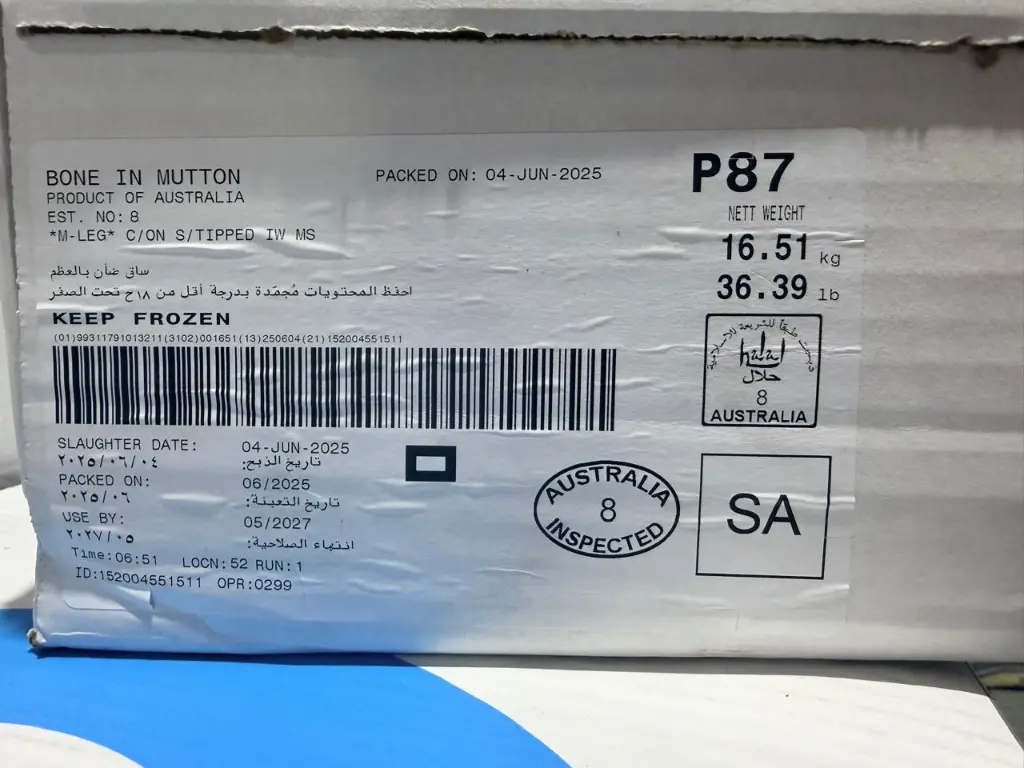 BONE IN MUTTON
PRODUCT OF AUSTRALIA
EST. NO: 8
*M-LEG* C/ON S/TIPPED IW MS
PACKED ON: 04-JUN-2025
P87
NETT WEIGHT
16.51 kg
36.39 lb
ساق ضأن بالعظم
احفظ المحتويات مُجمّدة بدرجة أقل من ١٨ح تحت الصفر
KEEP FROZEN
(01)99311791013211(3102)001651(13)250604(21)152004551511
halal
حلال
8
AUSTRALIA
SLAUGHTER DATE: 04-JUN-2025
٢٠٢٥/٠٦/٠٤ تاريخ الذبح:
PACKED ON: 06/2025
٢٠٢٥/٠٦ تاريخ التعبئة:
USE BY: 05/2027
٢٠٢٧/٠٥ انتهاء الصلاحية:
Time:06:51 LOCN:52 RUN:1
ID:152004551511 OPR:0299
AUSTRALIA
8
INSPECTED
SA